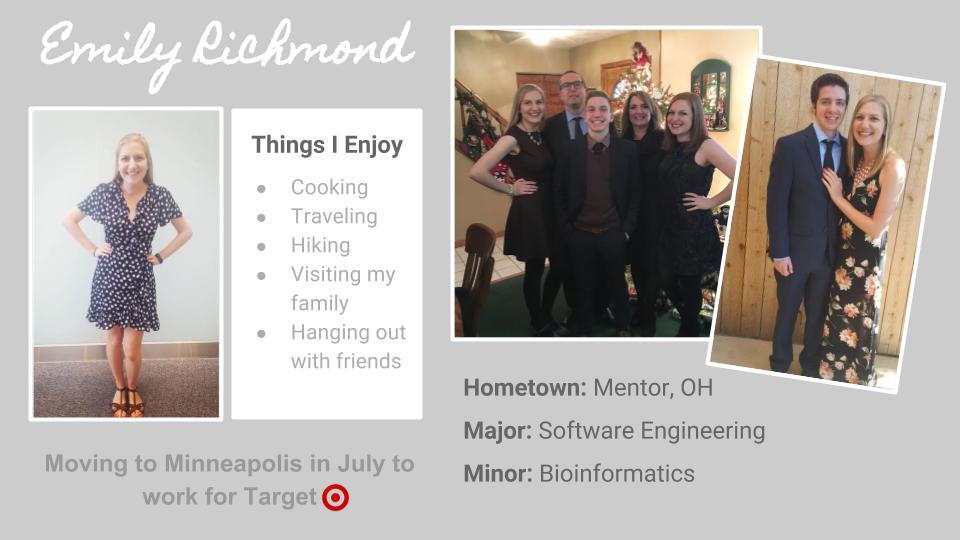 Emily Richmond
Things I Enjoy
● Cooking
● Traveling
● Hiking
● Visiting my
family
● Hanging out
with friends
Moving to Minneapolis in July to
work for Target
Hometown: Mentor, OH
Major: Software Engineering
Minor: Bioinformatics